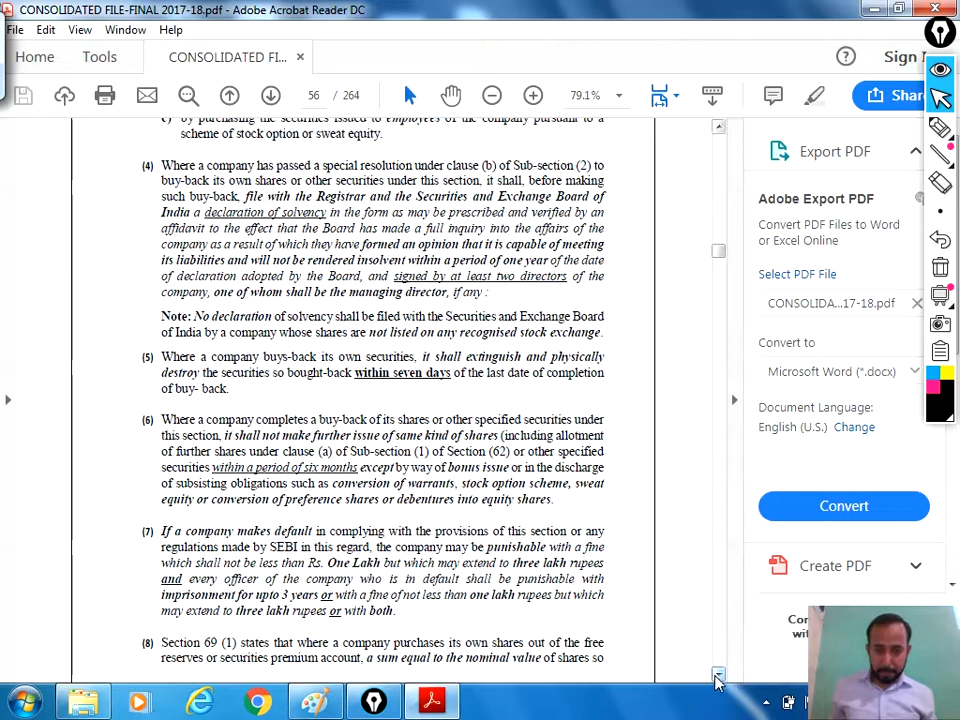 CONSOLIDATED FILE-FINAL 2017-18.pdf - Adobe Acrobat Reader DC
File Edit View Window Help
Home Tools CONSOLIDATED FI... × Sign
56 / 264 79.1% Shar
c) by purchasing the securities issued to employees of the company pursuant to a
scheme of stock option or sweat equity.
(4) Where a company has passed a special resolution under clause (b) of Sub-section (2) to
buy-back its own shares or other securities under this section, it shall, before making
such buy-back, file with the Registrar and the Securities and Exchange Board of
India a declaration of solvency in the form as may be prescribed and verified by an
affidavit to the effect that the Board has made a full inquiry into the affairs of the
company as a result of which they have formed an opinion that it is capable of meeting
its liabilities and will not be rendered insolvent within a period of one year of the date
of declaration adopted by the Board, and signed by at least two directors of the
company, one of whom shall be the managing director, if any :
Note: No declaration of solvency shall be filed with the Securities and Exchange Board
of India by a company whose shares are not listed on any recognised stock exchange.
(5) Where a company buys-back its own securities, it shall extinguish and physically
destroy the securities so bought-back within seven days of the last date of completion
of buy- back.
(6) Where a company completes a buy-back of its shares or other specified securities under
this section, it shall not make further issue of same kind of shares (including allotment
of further shares under clause (a) of Sub-section (1) of Section (62) or other specified
securities within a period of six months except by way of bonus issue or in the discharge
of subsisting obligations such as conversion of warrants, stock option scheme, sweat
equity or conversion of preference shares or debentures into equity shares.
(7) If a company makes default in complying with the provisions of this section or any
regulations made by SEBI in this regard, the company may be punishable with a fine
which shall not be less than Rs. One Lakh but which may extend to three lakh rupees
and every officer of the company who is in default shall be punishable with
imprisonment for upto 3 years or with a fine of not less than one lakh rupees but which
may extend to three lakh rupees or with both.
(8) Section 69 (1) states that where a company purchases its own shares out of the free
reserves or securities premium account, a sum equal to the nominal value of shares so
Export PDF
Adobe Export PDF
Convert PDF Files to Word
or Excel Online
Select PDF File
CONSOLIDA...17-18.pdf ×
Convert to
Microsoft Word (*.docx)
Document Language:
English (U.S.) Change
Convert
Create PDF